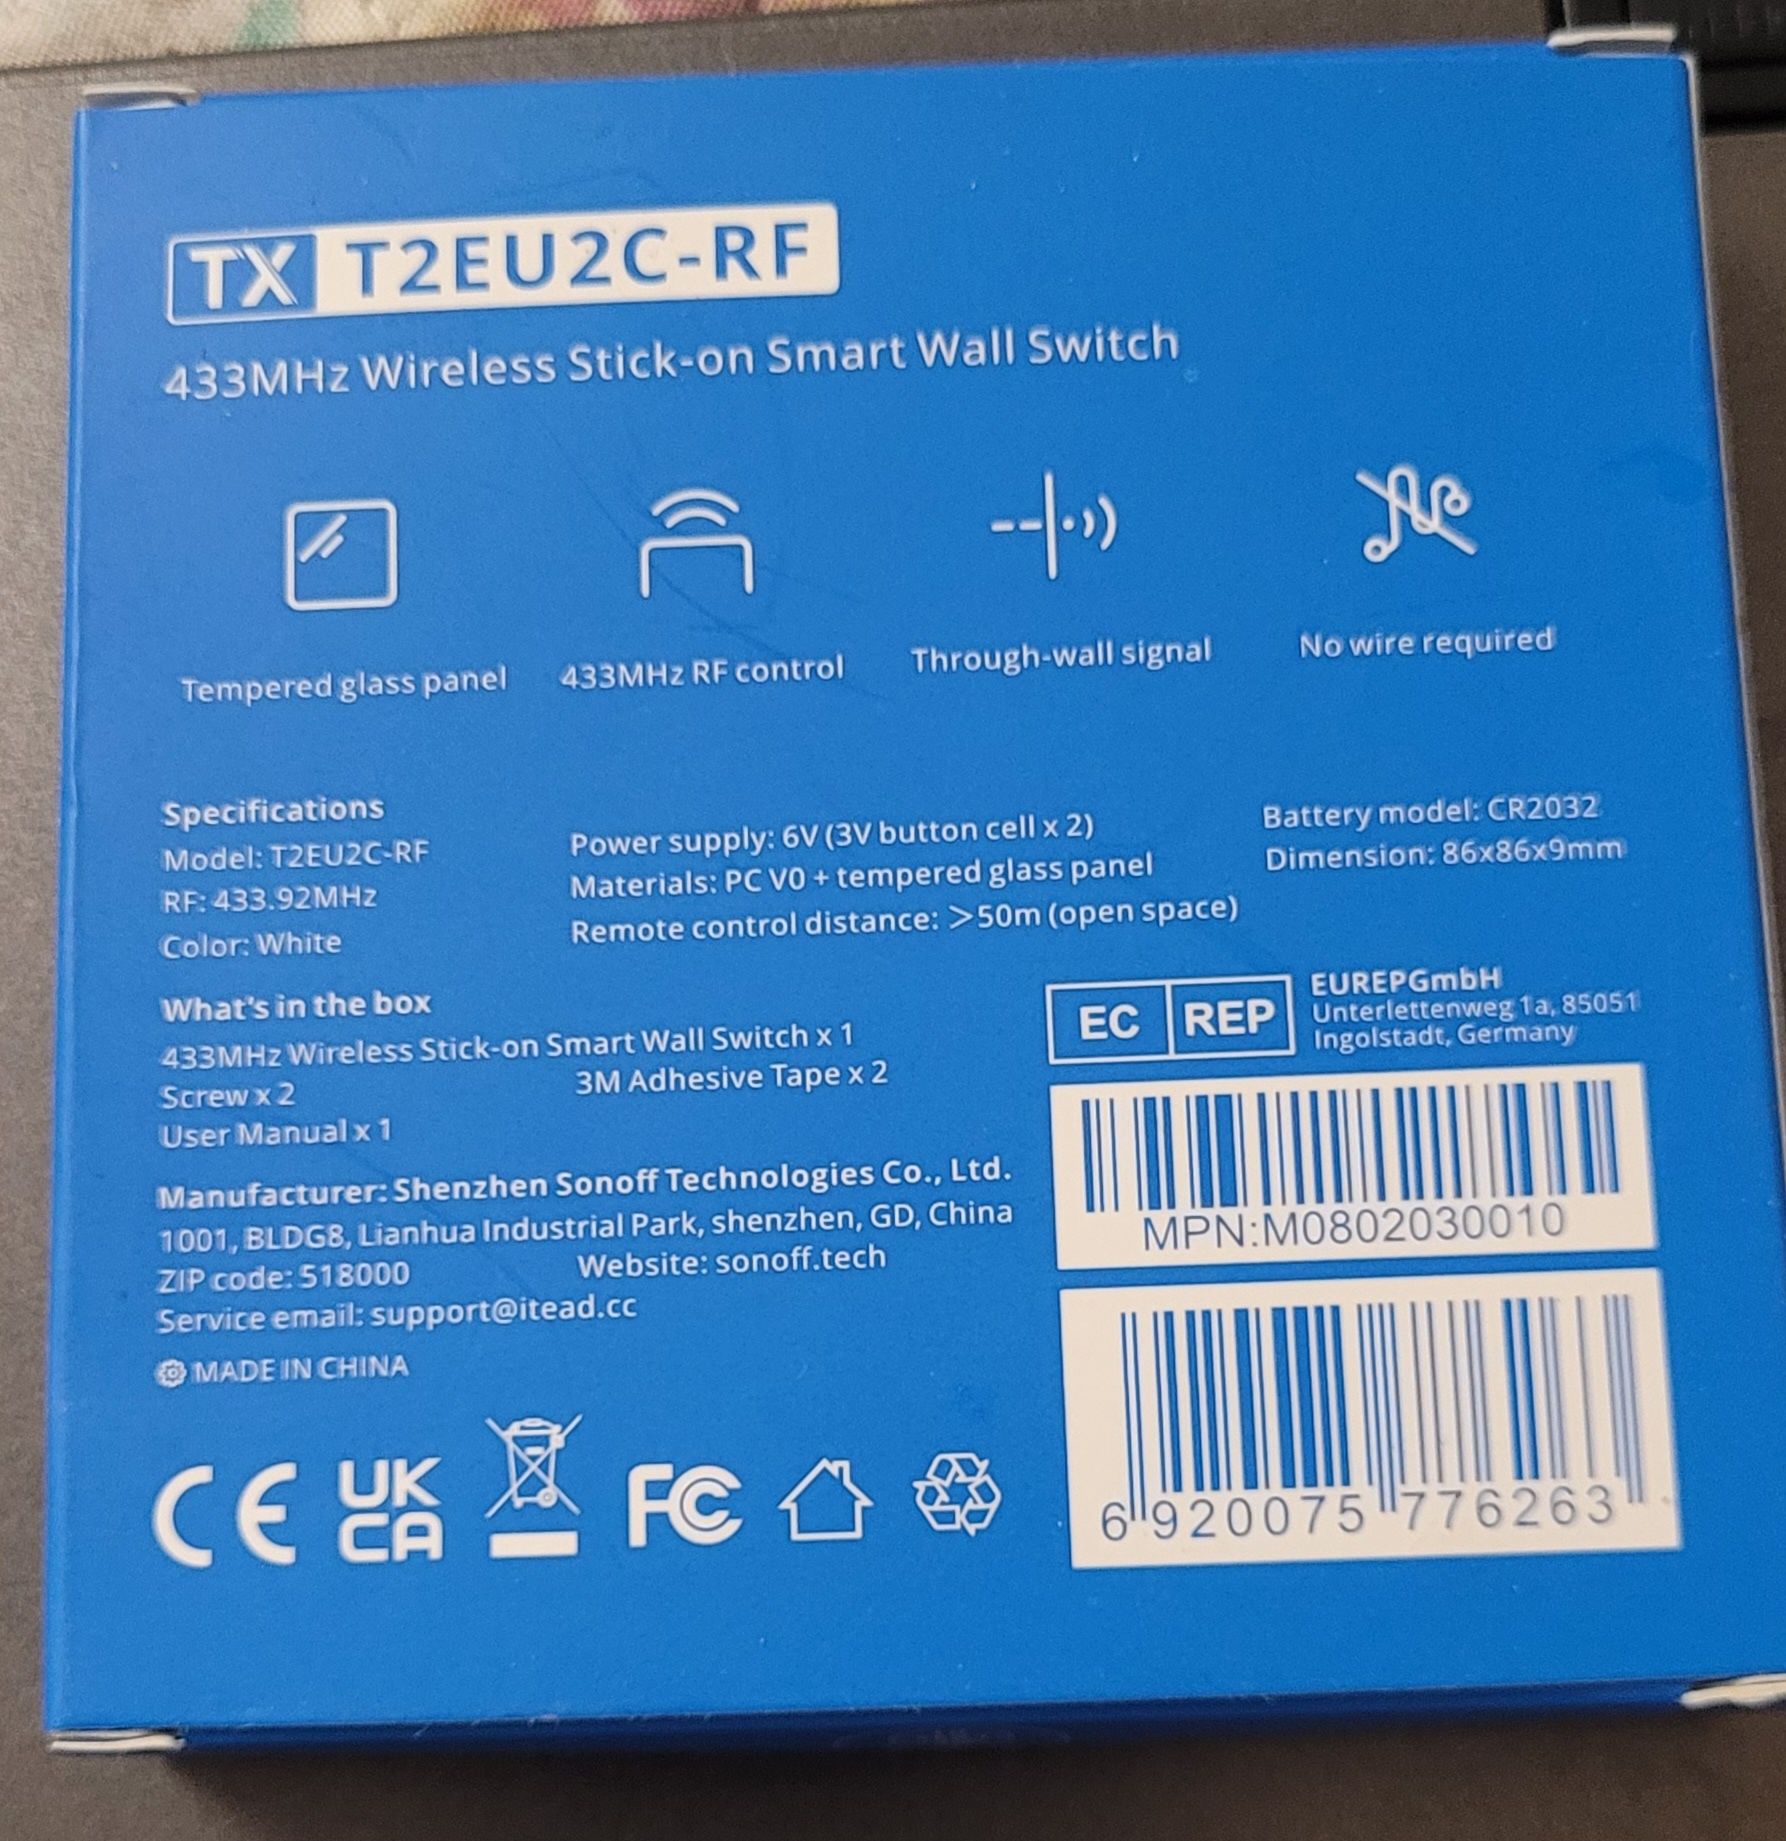 TX T2EU2C-RF
433MHz Wireless Stick-on Smart Wall Switch
Tempered glass panel
433MHz RF control
Through-wall signal
No wire required
Specifications
Model: T2EU2C-RF
RF: 433.92MHz
Color: White
Power supply: 6V (3V button cell x 2)
Materials: PC V0 + tempered glass panel
Remote control distance: >50m (open space)
Battery model: CR2032
Dimension: 86x86x9mm
What's in the box
433MHz Wireless Stick-on Smart Wall Switch x 1
Screw x 2 3M Adhesive Tape x 2
User Manual x 1
Manufacturer: Shenzhen Sonoff Technologies Co., Ltd.
1001, BLDG8, Lianhua Industrial Park, shenzhen, GD, China
ZIP code: 518000 Website: sonoff.tech
Service email: support@itead.cc
MADE IN CHINA
CE UK CA FC
EC REP
EUREPGmbH
Unterlettenweg 1a, 85051
Ingolstadt, Germany
MPN:M0802030010
6 920075 776263